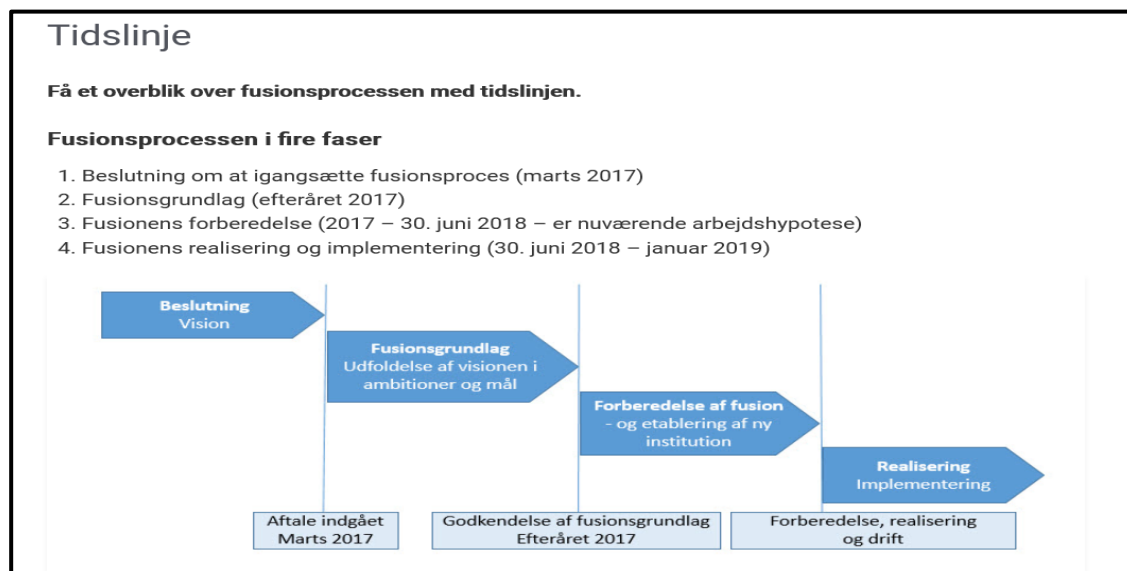 Tidslinje
Få et overblik over fusionsprocessen med tidslinjen.
Fusionsprocessen i fire faser
1. Beslutning om at igangsætte fusionsproces (marts 2017)
2. Fusionsgrundlag (efteråret 2017)
3. Fusionens forberedelse (2017 – 30. juni 2018 – er nuværende arbejdshypotese)
4. Fusionens realisering og implementering (30. juni 2018 – januar 2019)
Beslutning
Vision
Fusionsgrundlag
Udfoldelse af visionen i
ambitioner og mål
Forberedelse af fusion
- og etablering af ny
institution
Realisering
Implementering
Aftale indgået
Marts 2017
Godkendelse af fusionsgrundlag
Efteråret 2017
Forberedelse, realisering
og drift